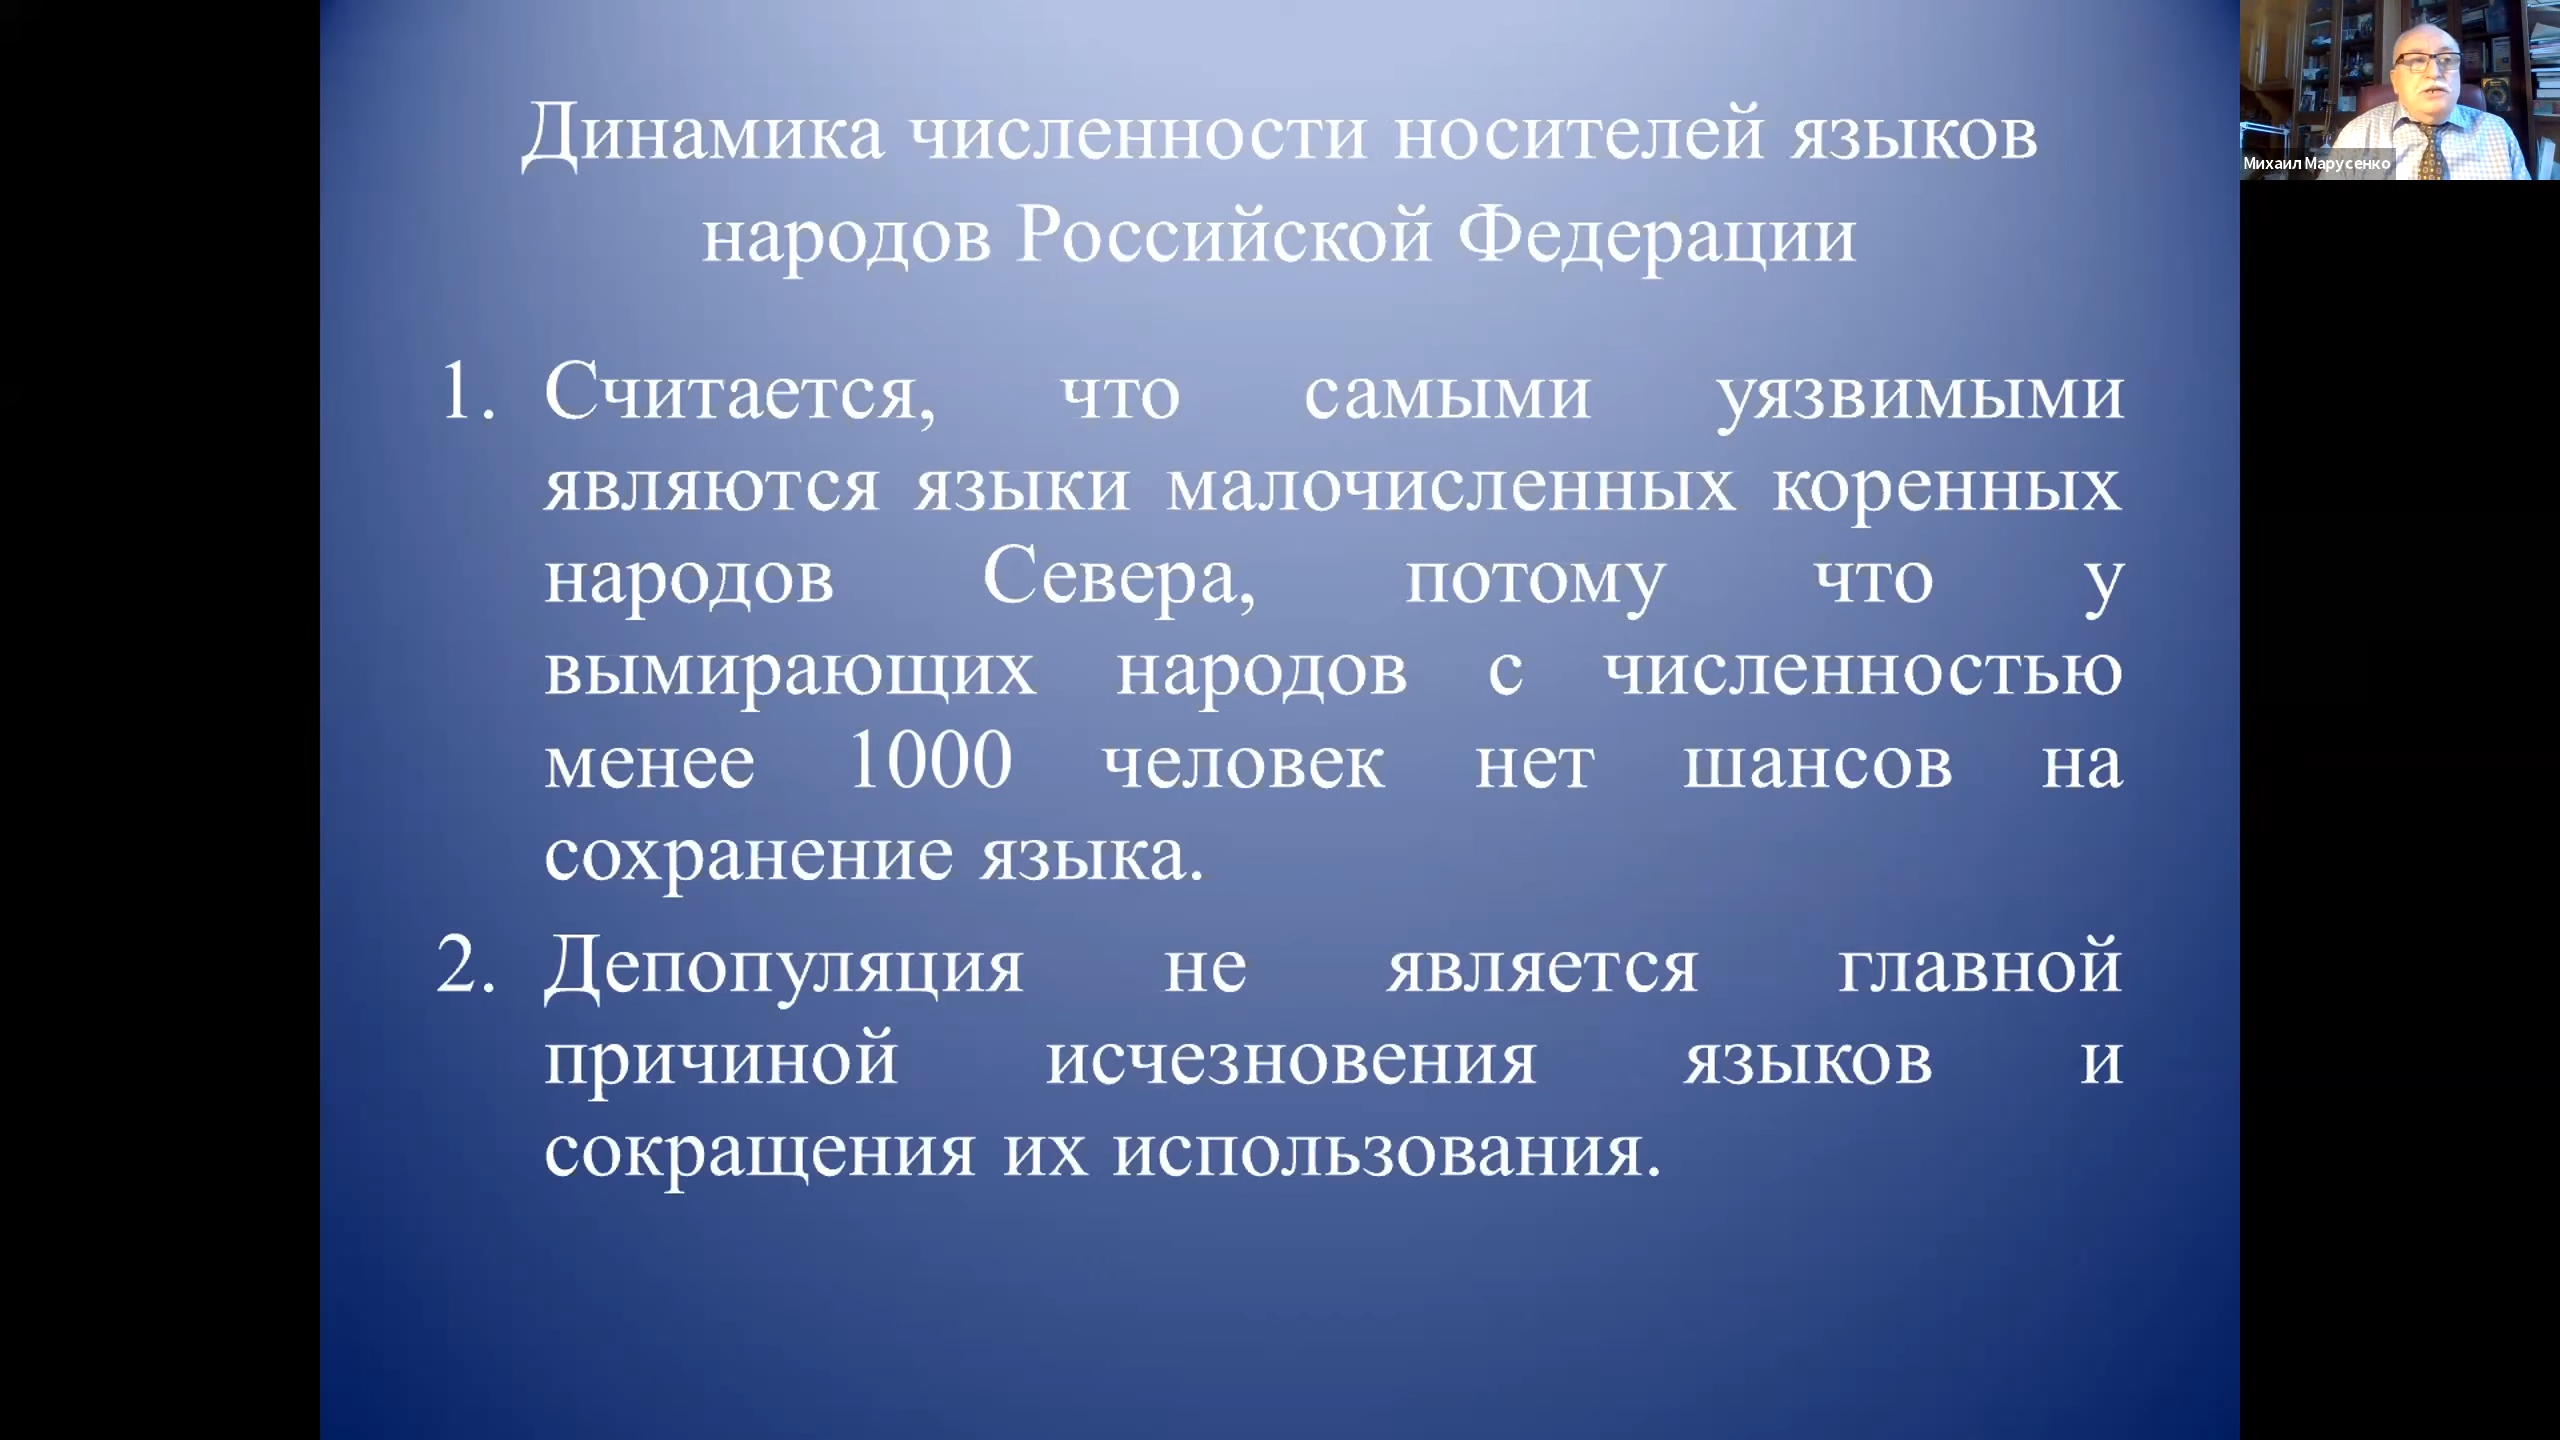 Динамика численности носителей языков
народов Российской Федерации
1. Считается, что самыми уязвимыми
являются языки малочисленных коренных
народов Севера, потому что у
вымирающих народов с численностью
менее 1000 человек нет шансов на
сохранение языка.
2. Депопуляция не является главной
причиной исчезновения языков и
сокращения их использования.
Михаил Марусенко